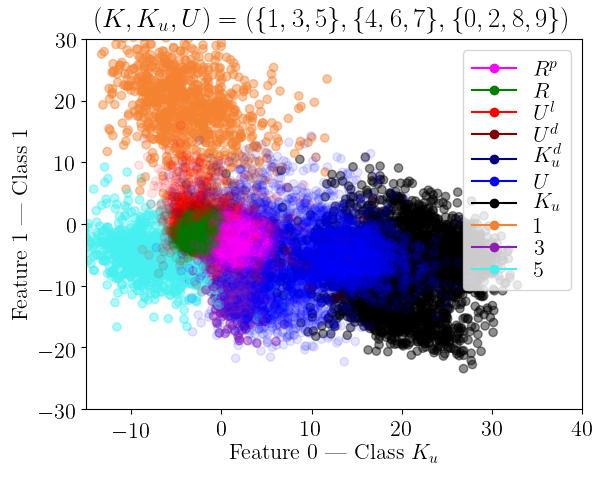 (K, K_u, U) = ({1, 3, 5}, {4, 6, 7}, {0, 2, 8, 9})
30
20
10
0
−10
−20
−30
Feature 1 — Class 1
R^p
R
U^l
U^d
K_u^d
U
K_u
1
3
5
−10 0 10 20 30 40
Feature 0 — Class K_u